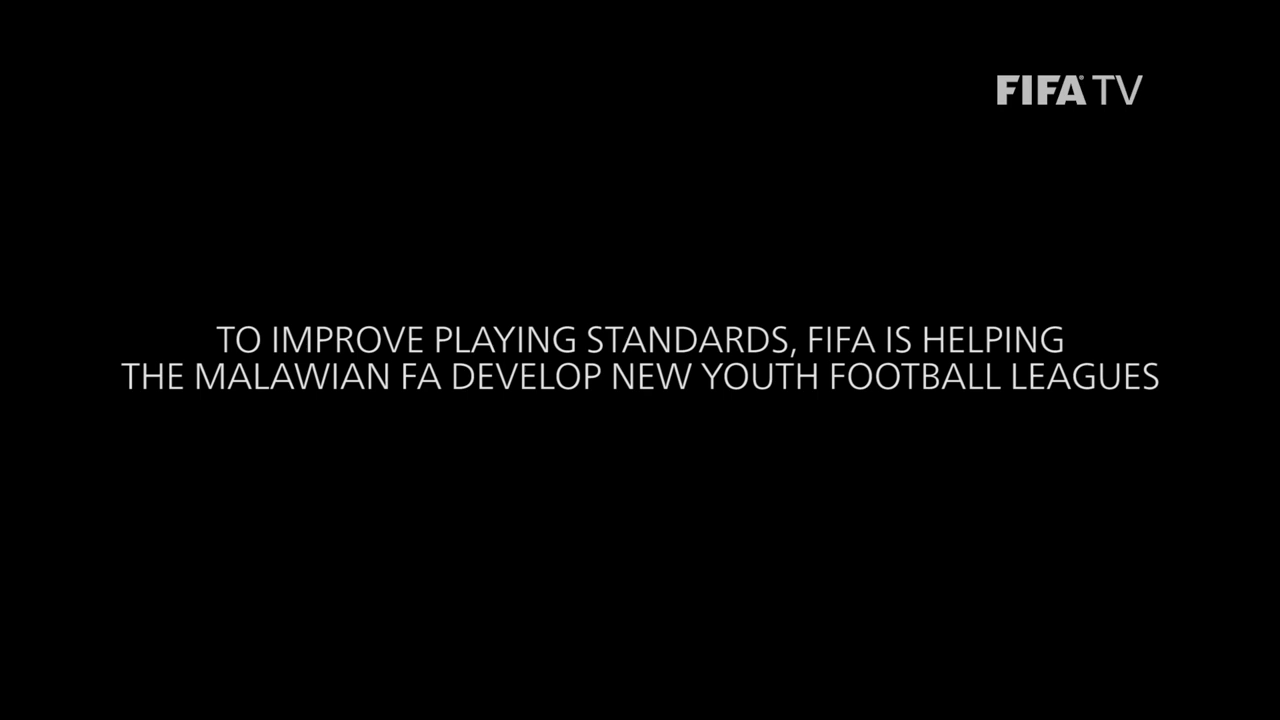 FIFA TV
TO IMPROVE PLAYING STANDARDS, FIFA IS HELPING
THE MALAWIAN FA DEVELOP NEW YOUTH FOOTBALL LEAGUES